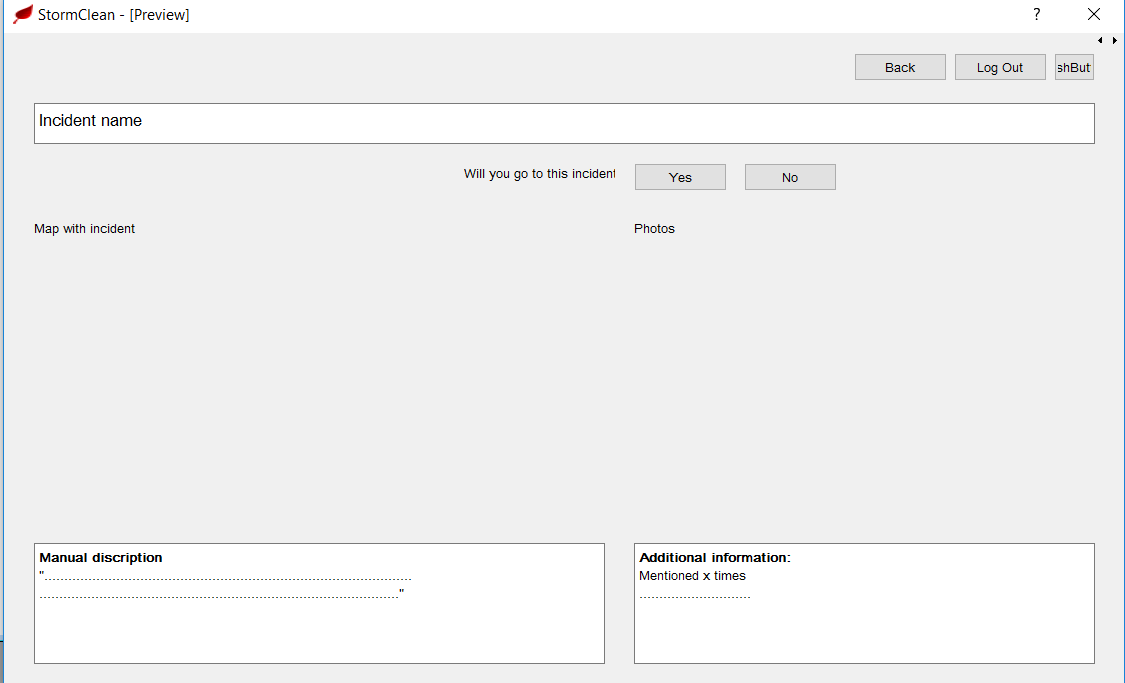 StormClean - [Preview]
?
Back
Log Out
shBut
Incident name
Will you go to this incident
Yes
No
Map with incident
Photos
Manual discription
"............................................................................................
.........................................................................................."
Additional information:
Mentioned x times
............................